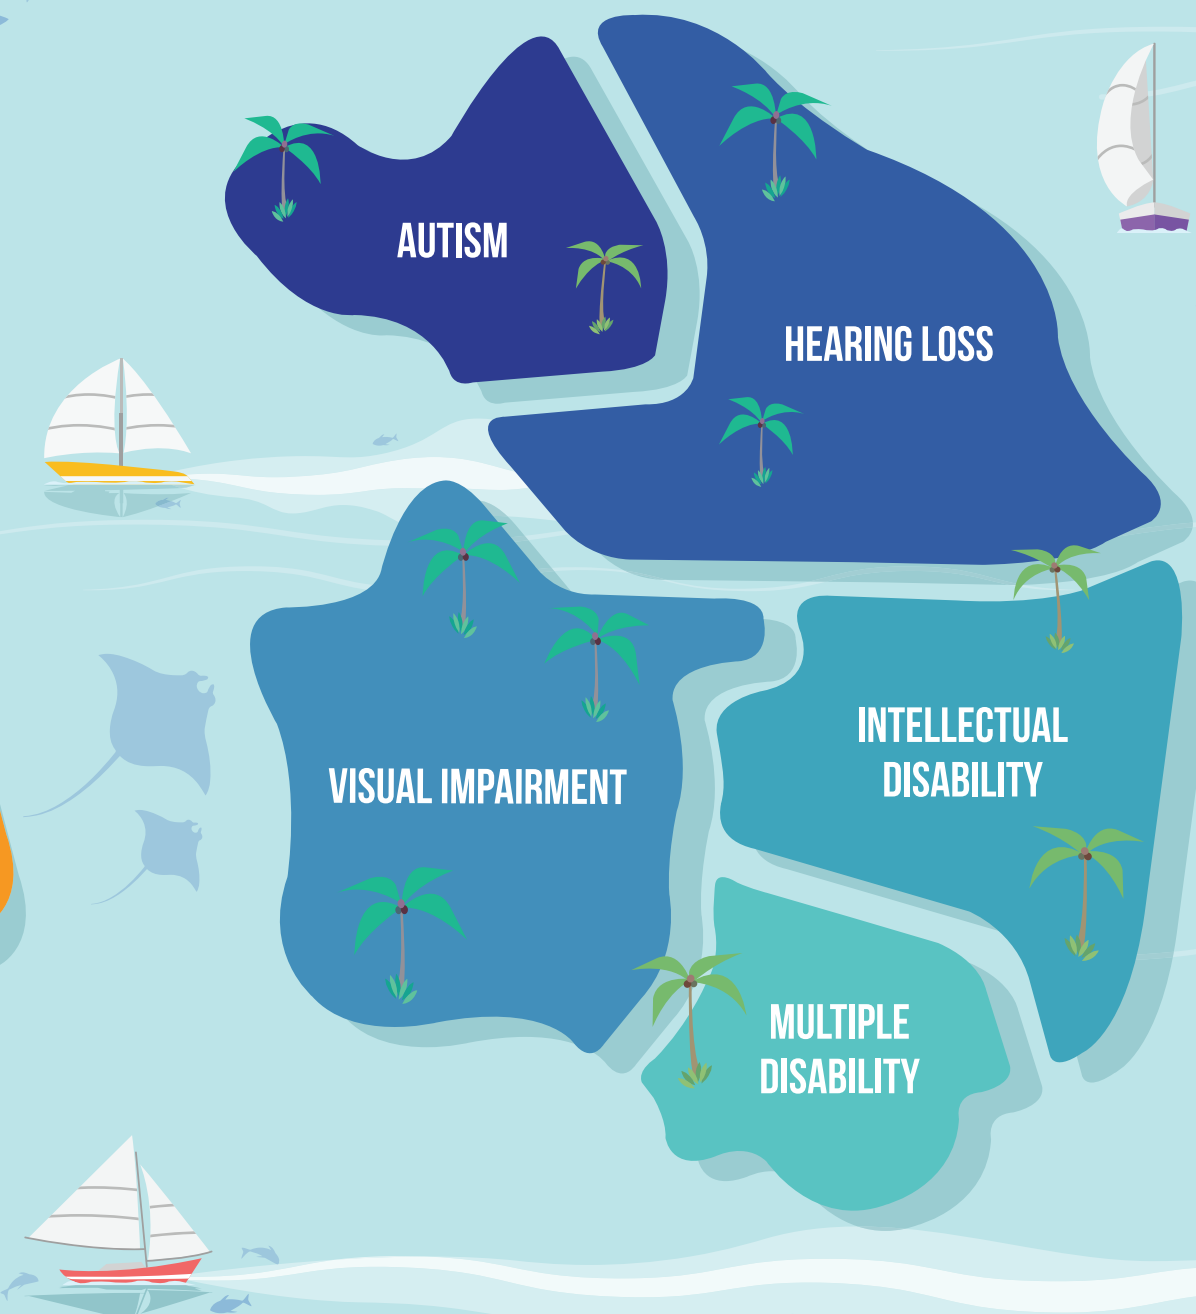 AUTISM
HEARING LOSS
INTELLECTUAL
DISABILITY
VISUAL IMPAIRMENT
MULTIPLE
DISABILITY